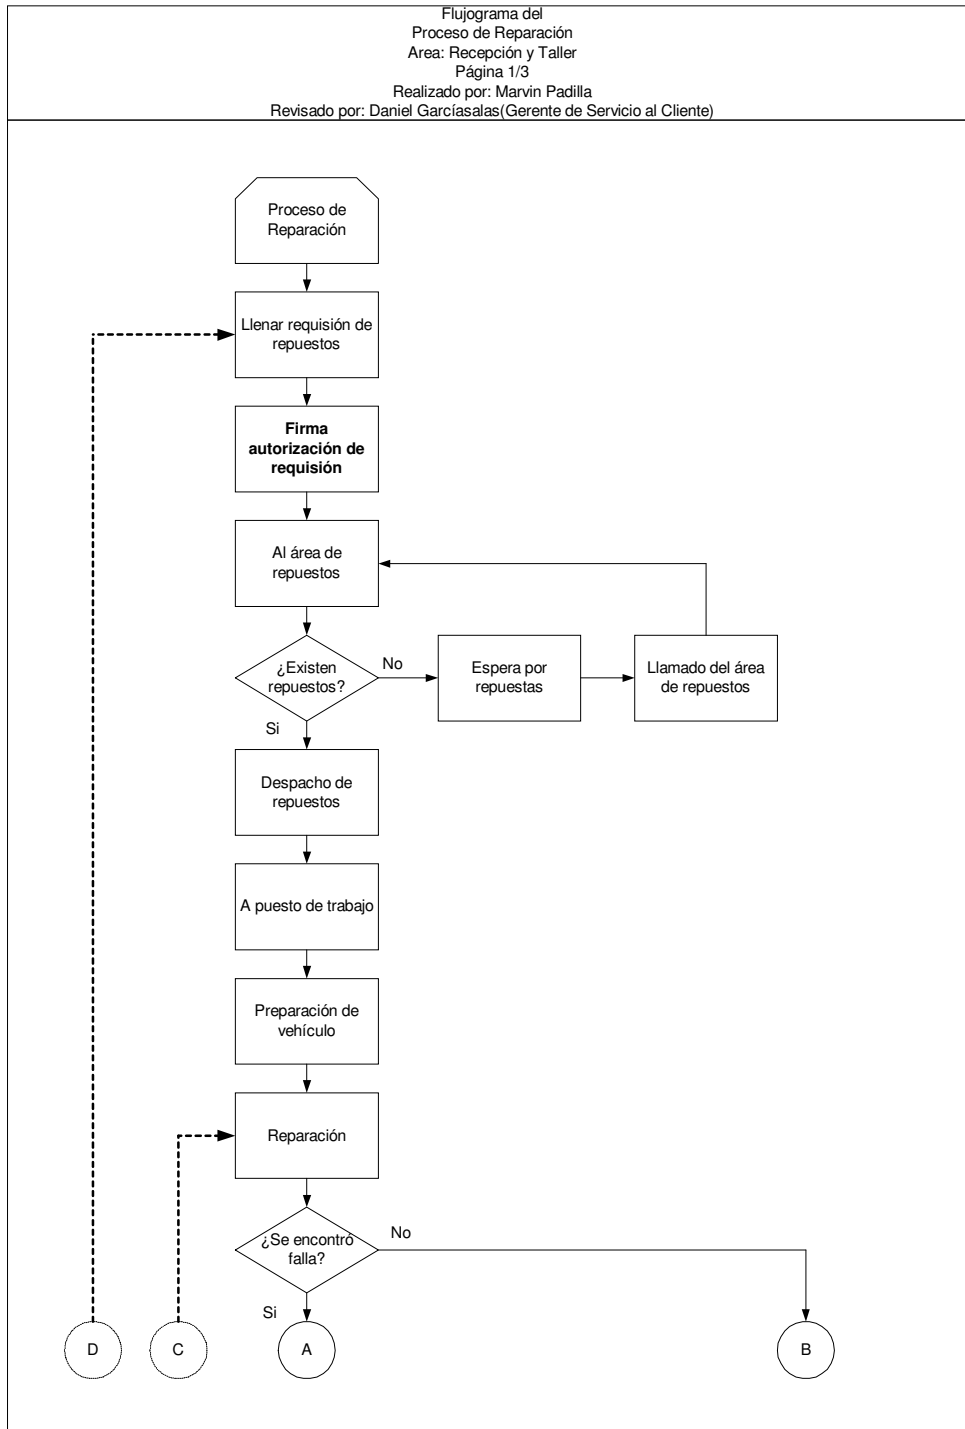 Flujograma del
Proceso de Reparación
Area: Recepción y Taller
Página 1/3
Realizado por: Marvin Padilla
Revisado por: Daniel Garcíasalas(Gerente de Servicio al Cliente)
Proceso de
Reparación
Llenar requisión de
repuestos
Firma
autorización de
requisión
Al área de
repuestos
¿Existen
repuestos?
No
Espera por
repuestas
Llamado del área
de repuestos
Si
Despacho de
repuestos
A puesto de trabajo
Preparación de
vehículo
Reparación
¿Se encontró
falla?
No
Si
D
C
A
B